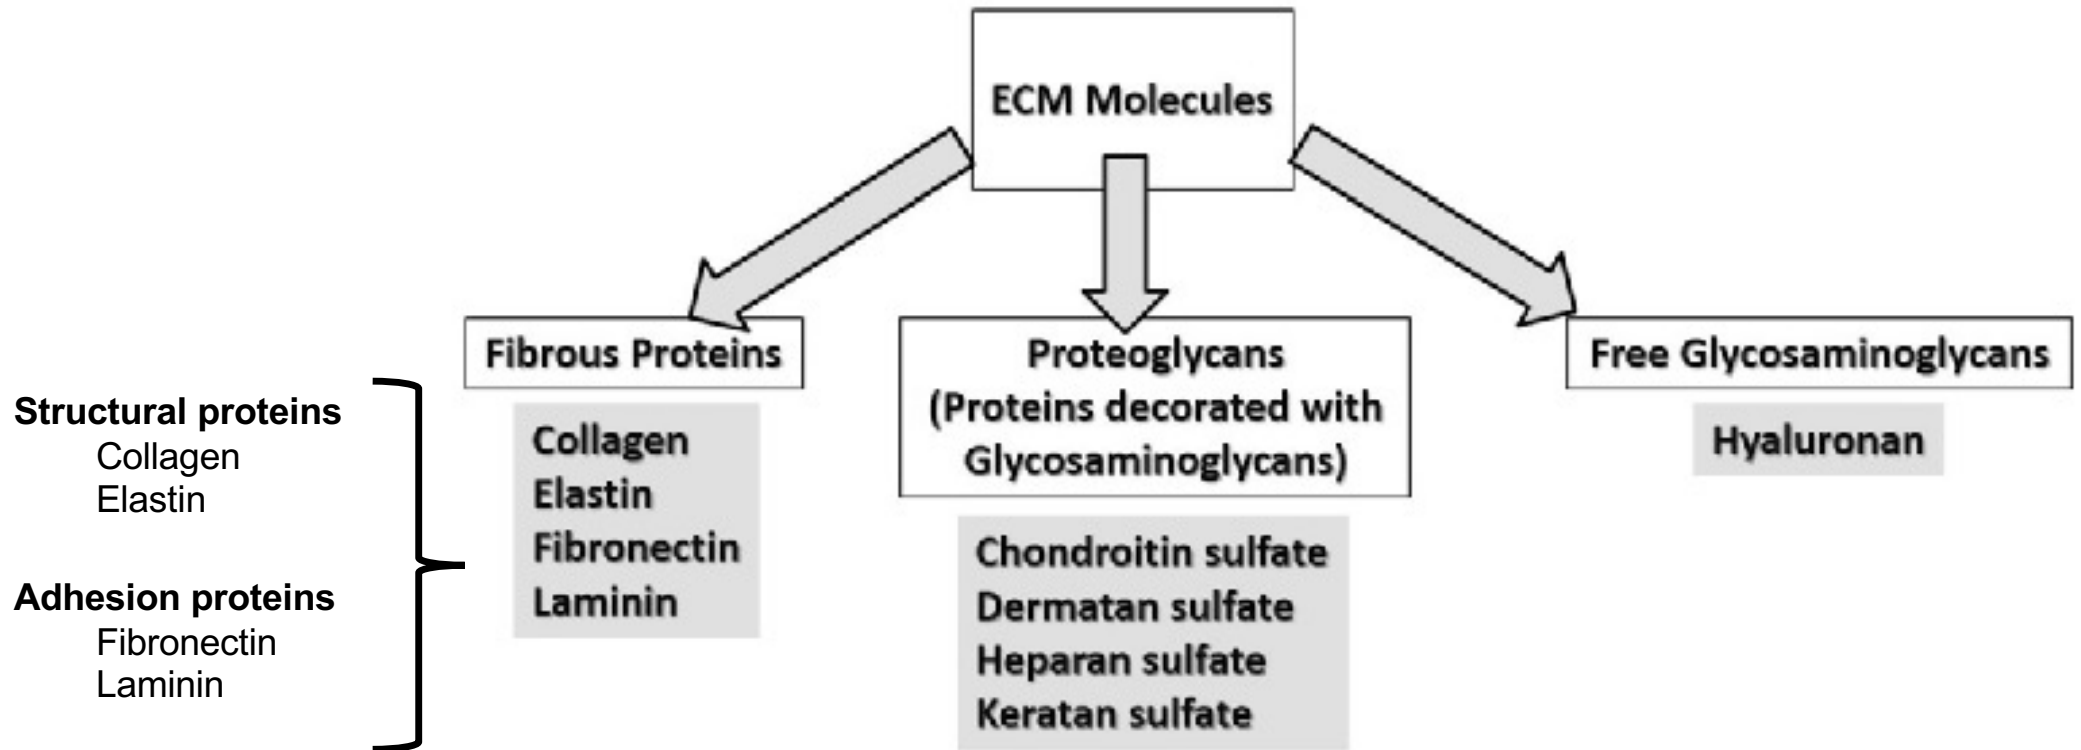 ECM Molecules
Fibrous Proteins
Collagen
Elastin
Fibronectin
Laminin
Structural proteins
Collagen
Elastin
Adhesion proteins
Fibronectin
Laminin
Proteoglycans
(Proteins decorated with
Glycosaminoglycans)
Chondroitin sulfate
Dermatan sulfate
Heparan sulfate
Keratan sulfate
Free Glycosaminoglycans
Hyaluronan